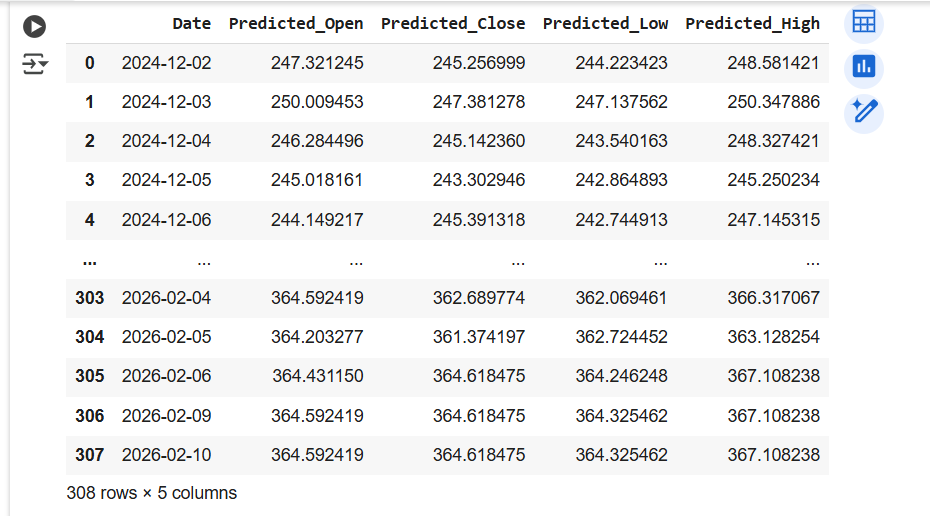 Date Predicted_Open Predicted_Close Predicted_Low Predicted_High
0 2024-12-02 247.321245 245.256999 244.223423 248.581421
1 2024-12-03 250.009453 247.381278 247.137562 250.347886
2 2024-12-04 246.284496 245.142360 243.540163 248.327421
3 2024-12-05 245.018161 243.302946 242.864893 245.250234
4 2024-12-06 244.149217 245.391318 242.744913 247.145315
... ... ... ... ... ...
303 2026-02-04 364.592419 362.689774 362.069461 366.317067
304 2026-02-05 364.203277 361.374197 362.724452 363.128254
305 2026-02-06 364.431150 364.618475 364.246248 367.108238
306 2026-02-09 364.592419 364.618475 364.325462 367.108238
307 2026-02-10 364.592419 364.618475 364.325462 367.108238
308 rows × 5 columns